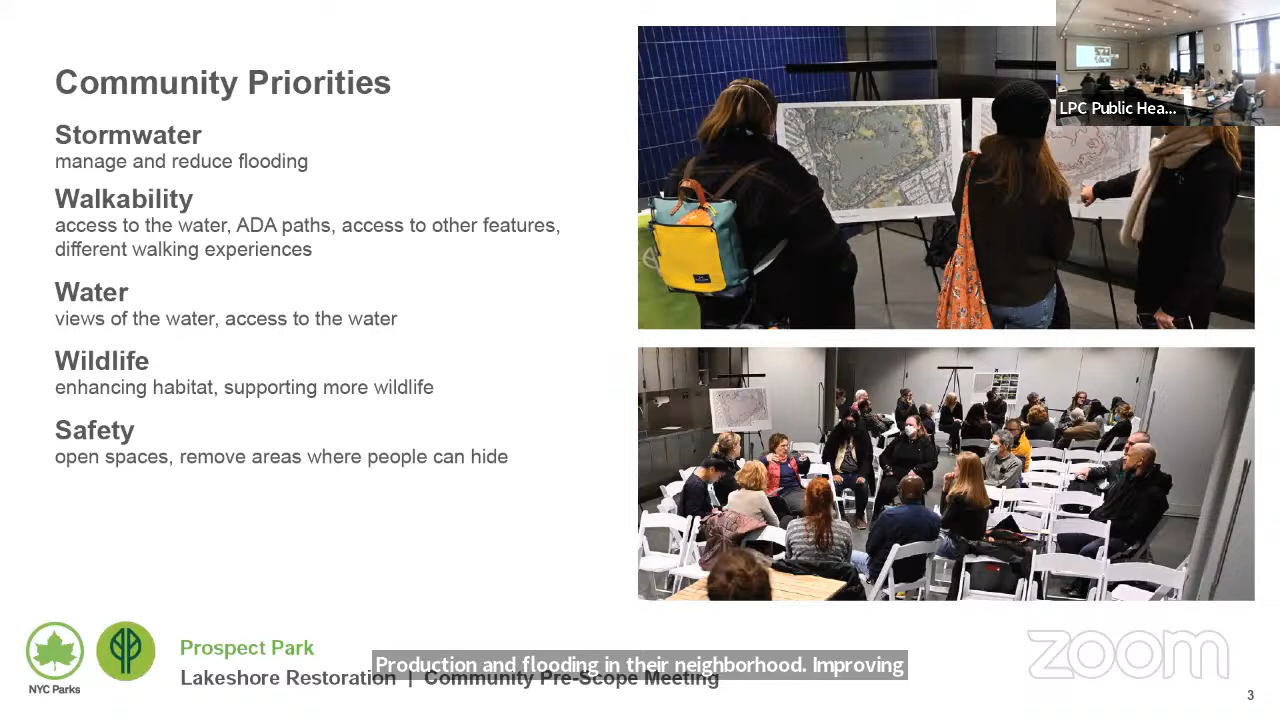 Community Priorities
Stormwater
manage and reduce flooding
Walkability
access to the water, ADA paths, access to other features,
different walking experiences
Water
views of the water, access to the water
Wildlife
enhancing habitat, supporting more wildlife
Safety
open spaces, remove areas where people can hide
LPC Public Hea...
NYC Parks
Prospect Park
Lakeshore Restoration | Community Pre-Scope Meeting
Production and flooding in their neighborhood. Improving
zoom
3